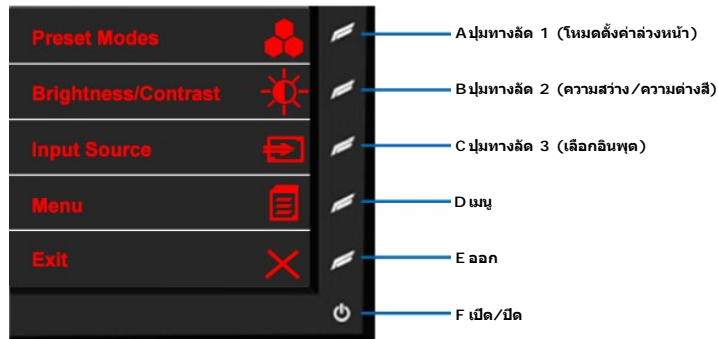 Preset Modes
A ปุ่มทางลัด 1 (โหมดตั้งค่าล่วงหน้า)
Brightness/Contrast
B ปุ่มทางลัด 2 (ความสว่าง/ความต่างสี)
Input Source
C ปุ่มทางลัด 3 (เลือกอินพุต)
Menu
D เมนู
Exit
E ออก
F เปิด/ปิด